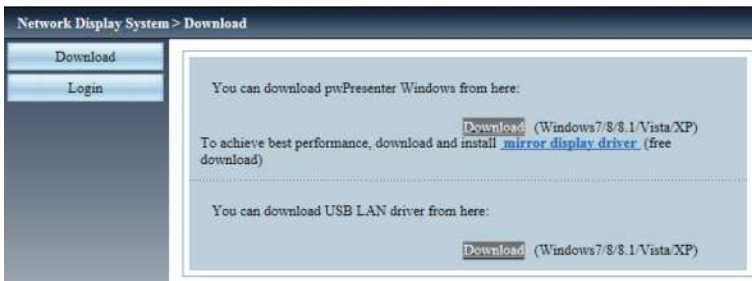 Network Display System > Download
Download
Login
You can download pwPresenter Windows from here:
Download (Windows7/8/8.1/Vista/XP)
To achieve best performance, download and install mirror display driver (free
download)
You can download USB LAN driver from here:
Download (Windows7/8/8.1/Vista/XP)